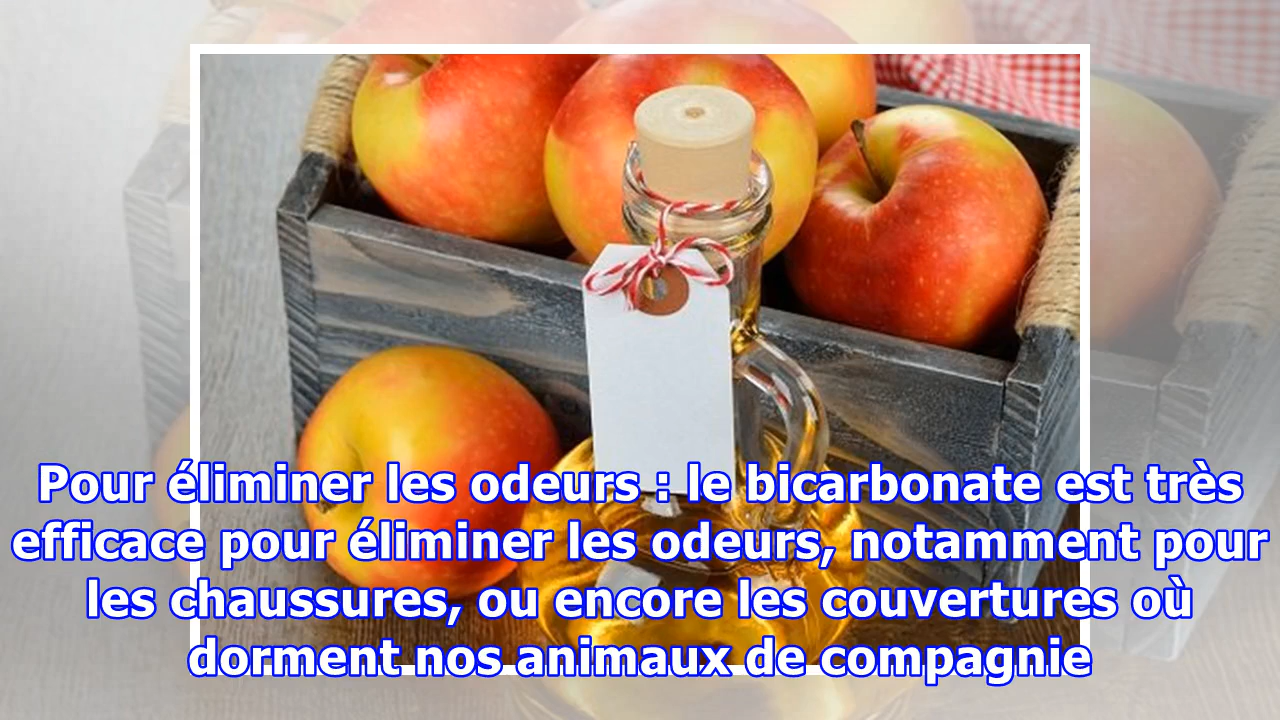 Pour éliminer les odeurs : le bicarbonate est très
efficace pour éliminer les odeurs, notamment pour
les chaussures, ou encore les couvertures où
dorment nos animaux de compagnie